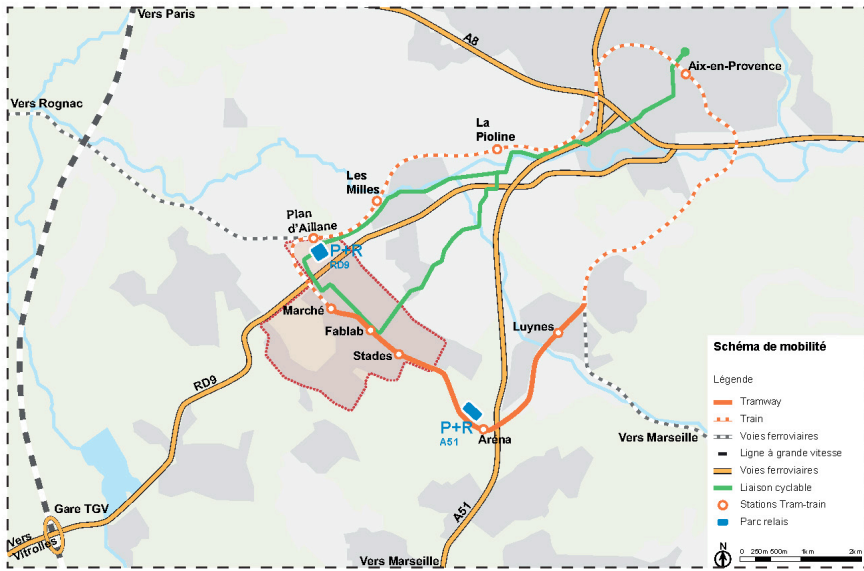 Vers Paris
A8
Aix-en-Provence
Vers Rognac
La
Pioline
Les
Milles
Plan
d'Aillane
P+R
RD9
Marché
Fablab
Stades
Luynes
RD9
P+R
A51
Aréna
Vers Marseille
A51
Gare TGV
Vers
Vitrolles
Vers Marseille
Schéma de mobilité
Légende
Tramway
Train
Voies ferroviaires
Ligne à grande vitesse
Voies ferroviaires
Liaison cyclable
Stations Tram-train
Parc relais
N
0 250m 500m 1km 2km